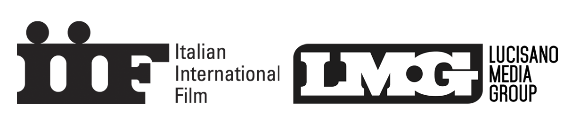 IIF
Italian
International
Film
LMG
LUCISANO
MEDIA
GROUP